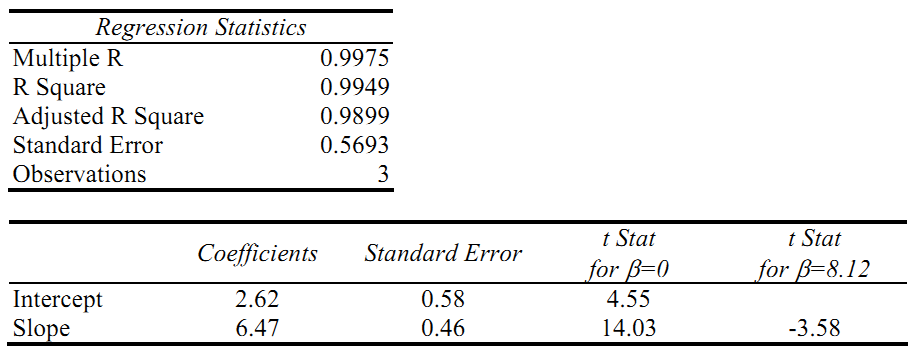 Regression Statistics
Multiple R 0.9975
R Square 0.9949
Adjusted R Square 0.9899
Standard Error 0.5693
Observations 3
Coefficients Standard Error t Stat for β=0 t Stat for β=8.12
Intercept 2.62 0.58 4.55
Slope 6.47 0.46 14.03 -3.58